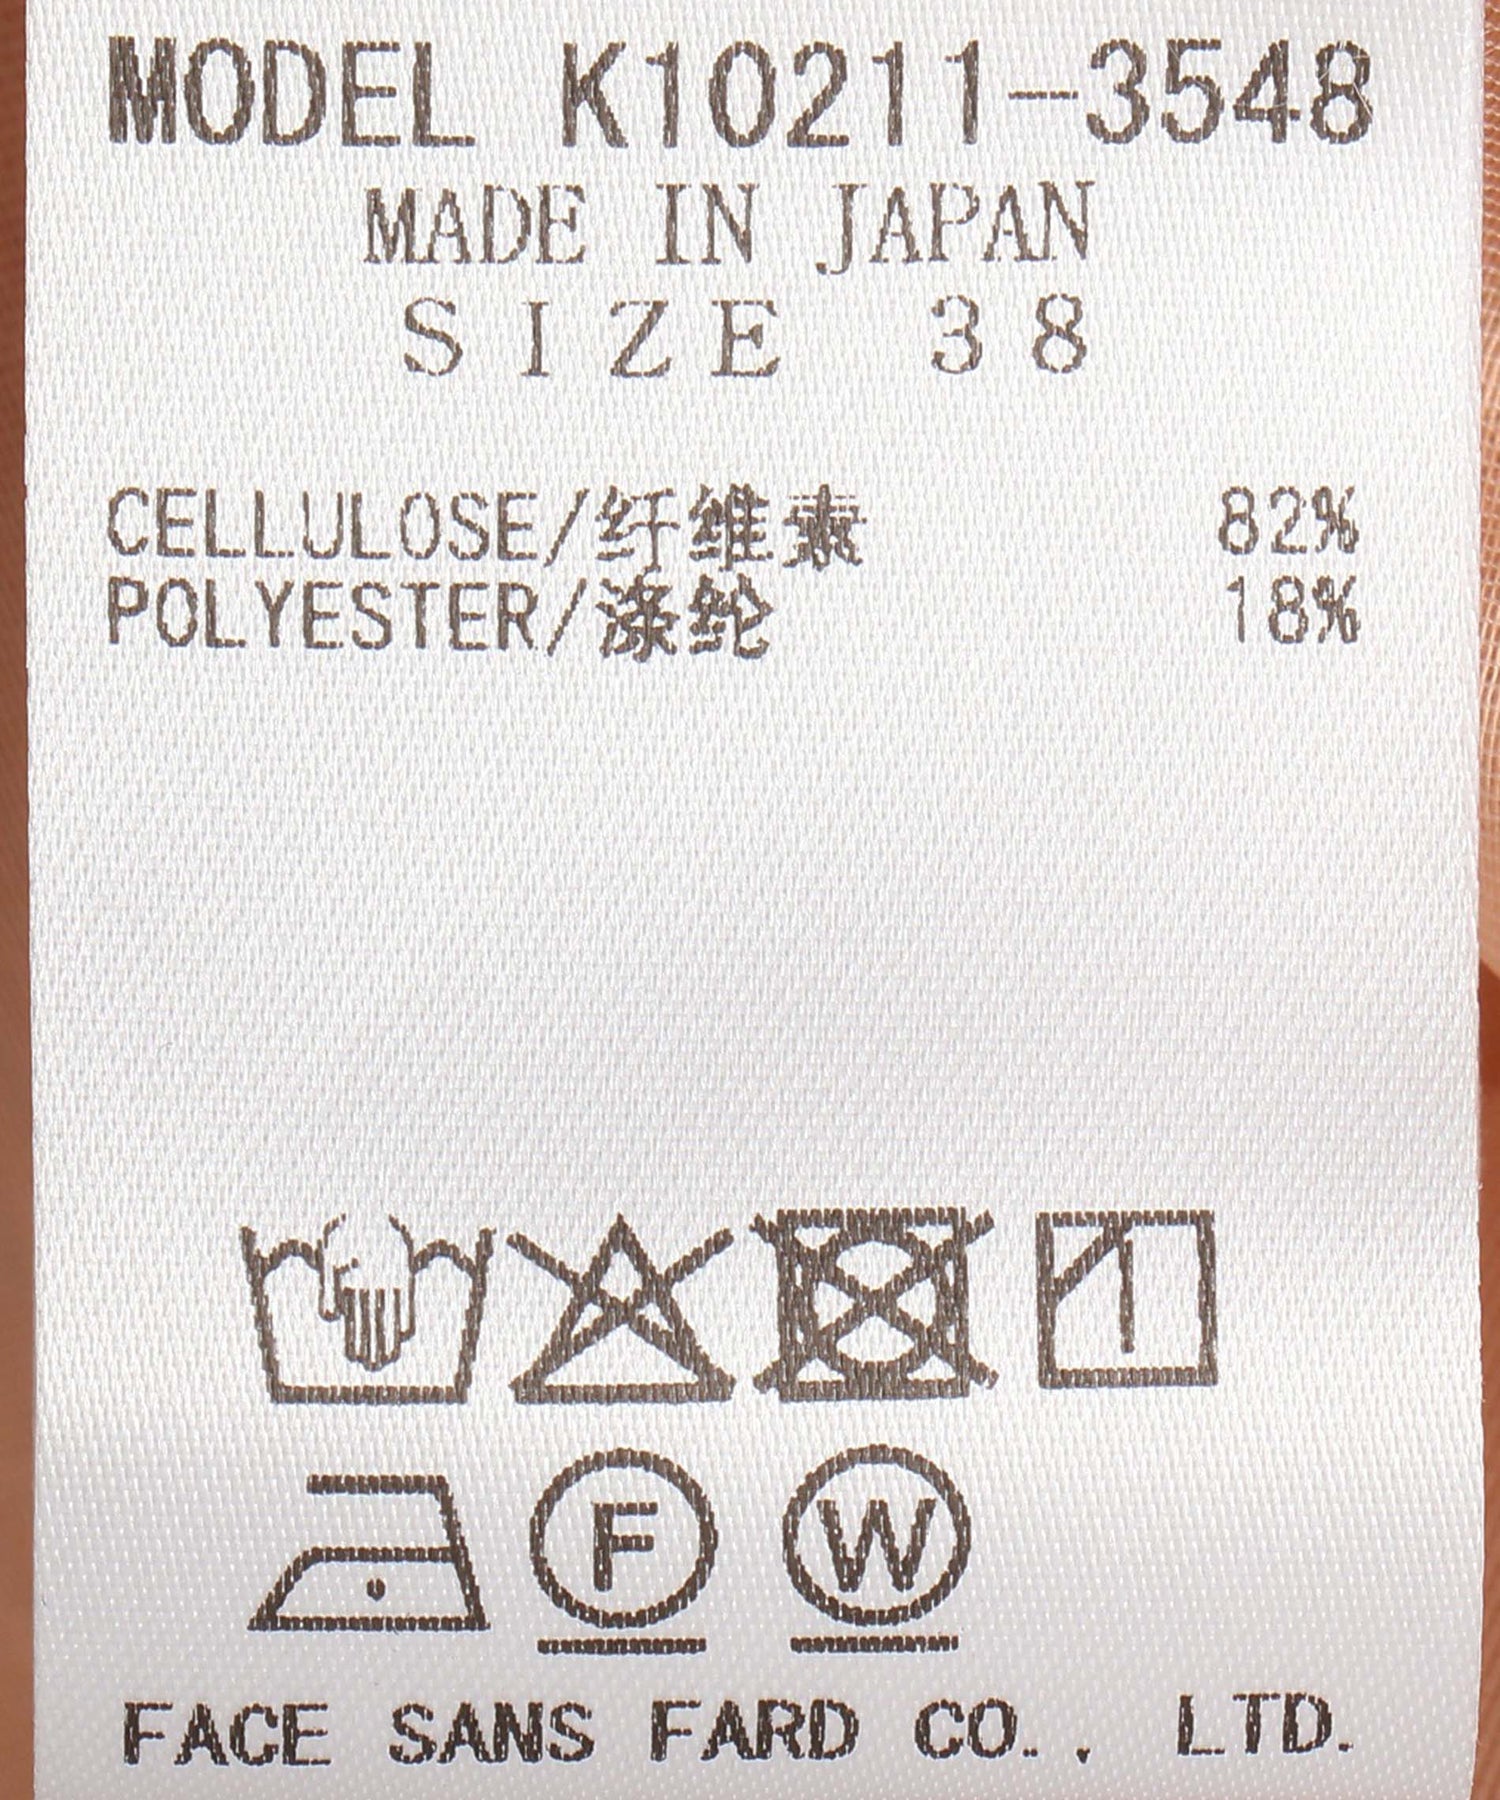 MODEL K10211-3548
MADE IN JAPAN
SIZE 38
CELLULOSE/纤维素 82%
POLYESTER/涤纶 18%
F W
FACE SANS FARD CO., LTD.